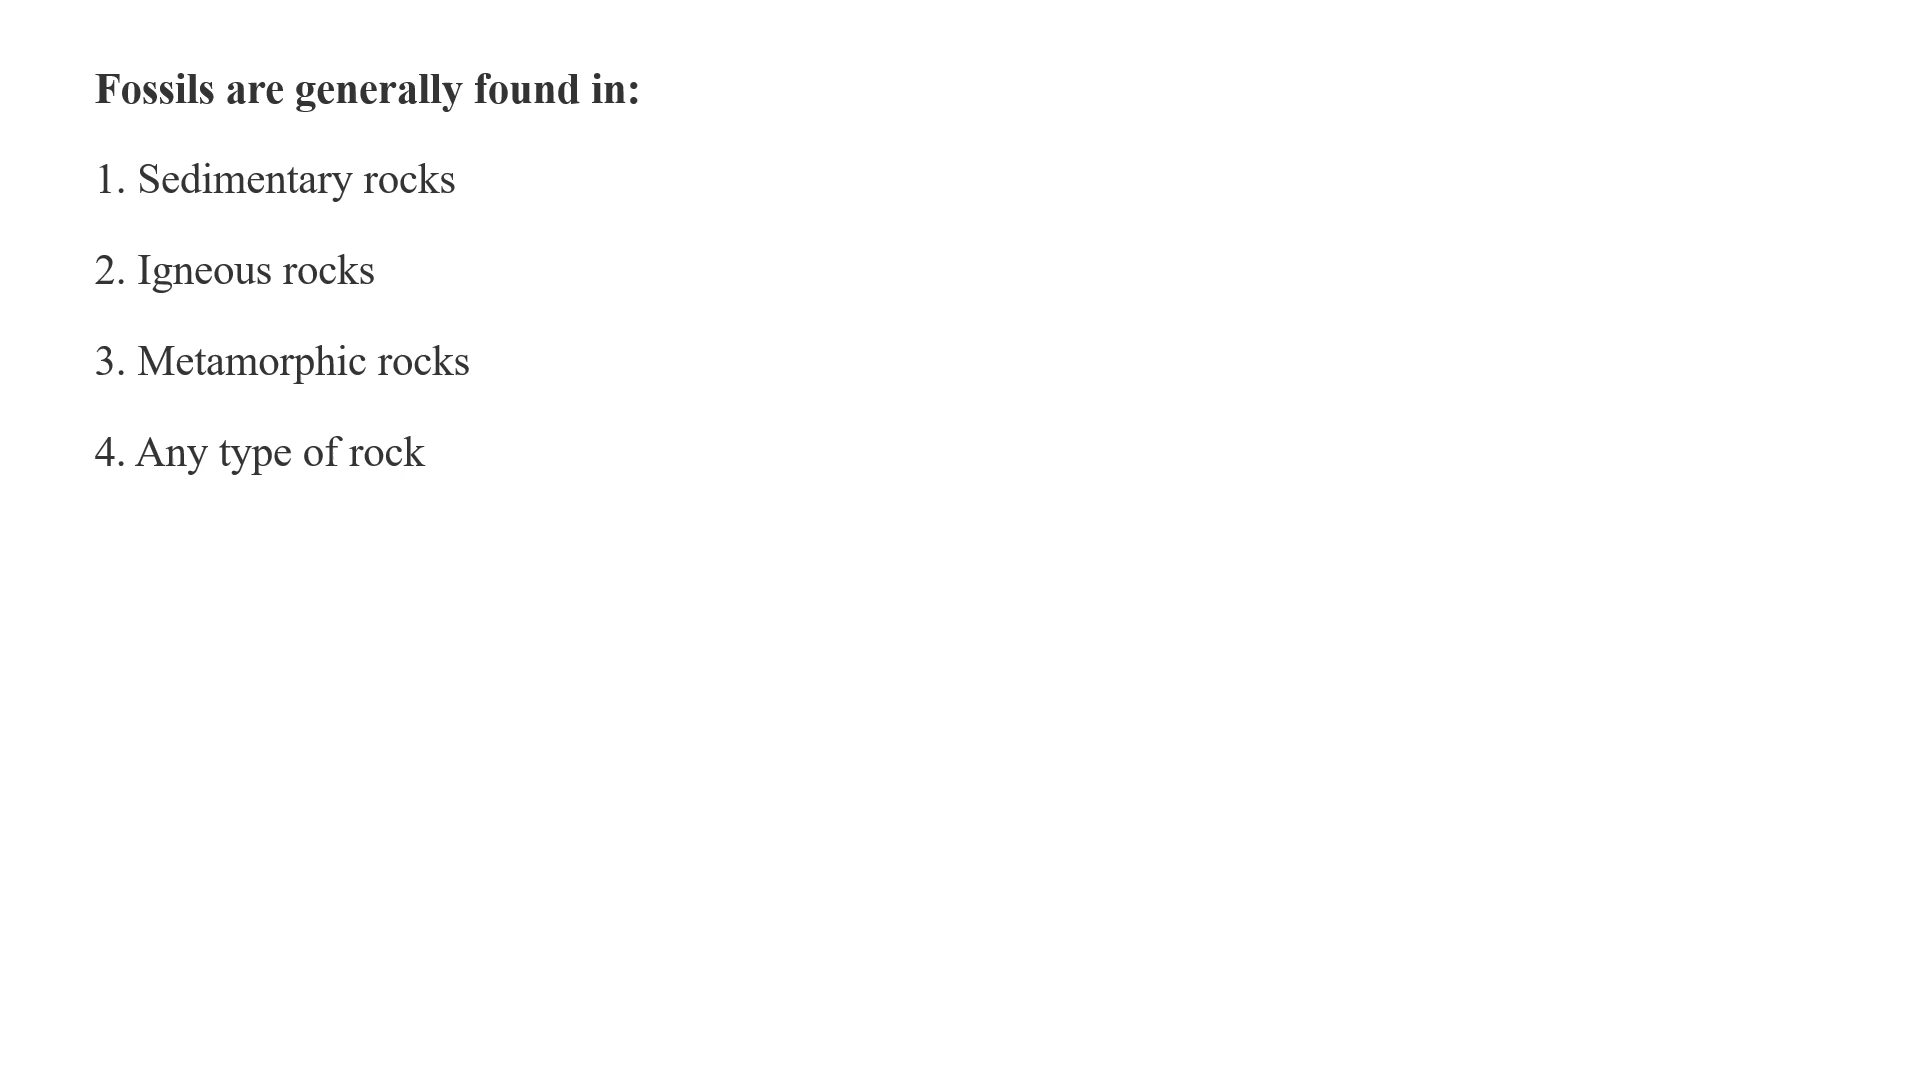 Fossils are generally found in:
1. Sedimentary rocks
2. Igneous rocks
3. Metamorphic rocks
4. Any type of rock